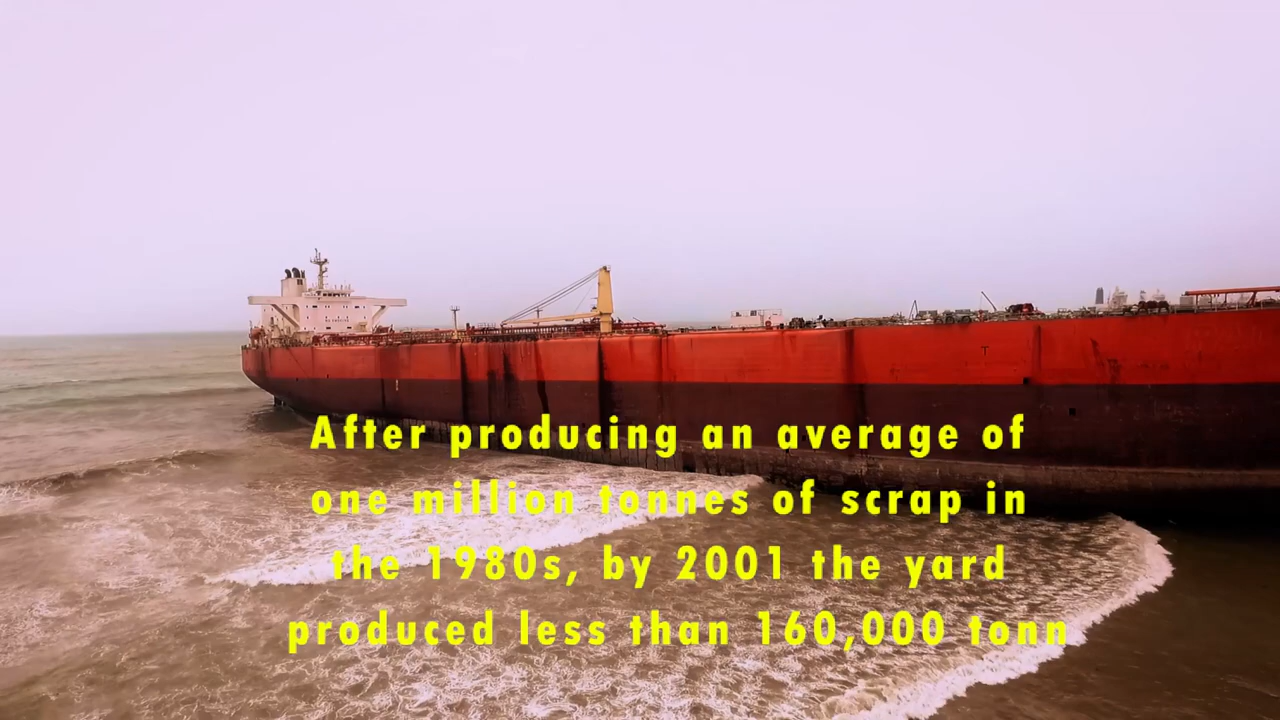 After producing an average of
one million tonnes of scrap in
the 1980s, by 2001 the yard
produced less than 160,000 tonn